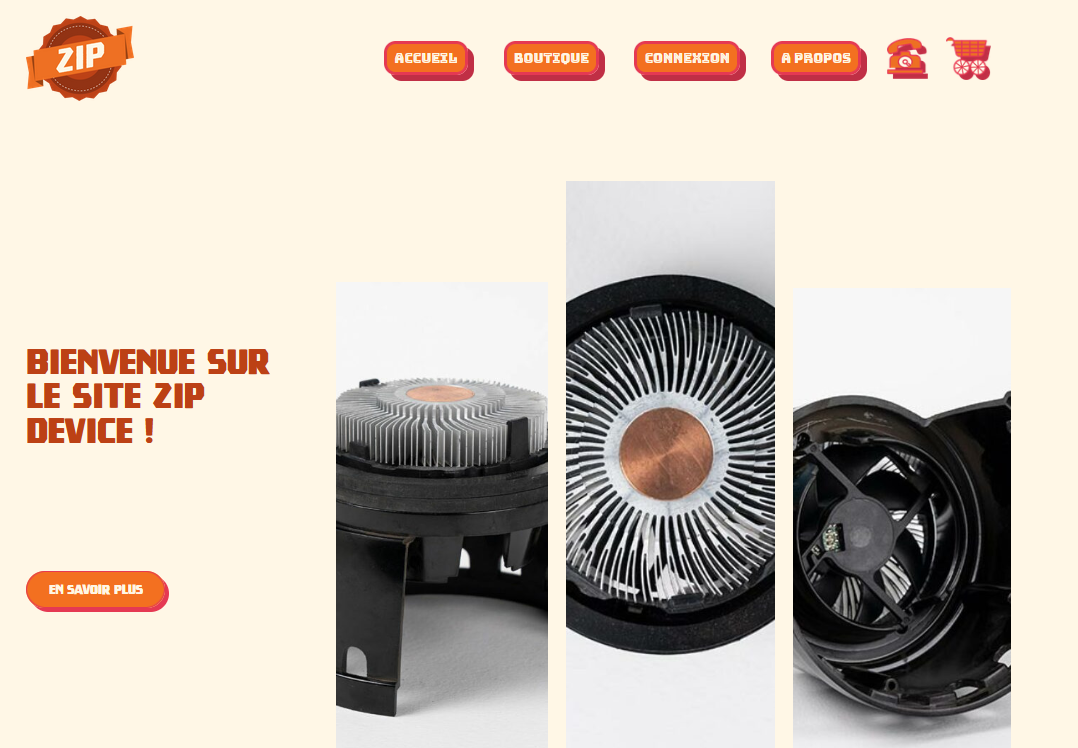 ZIP
ACCUEIL
BOUTIQUE
CONNEXION
A PROPOS
BIENVENUE SUR
LE SITE ZIP
DEVICE !
EN SAVOIR PLUS